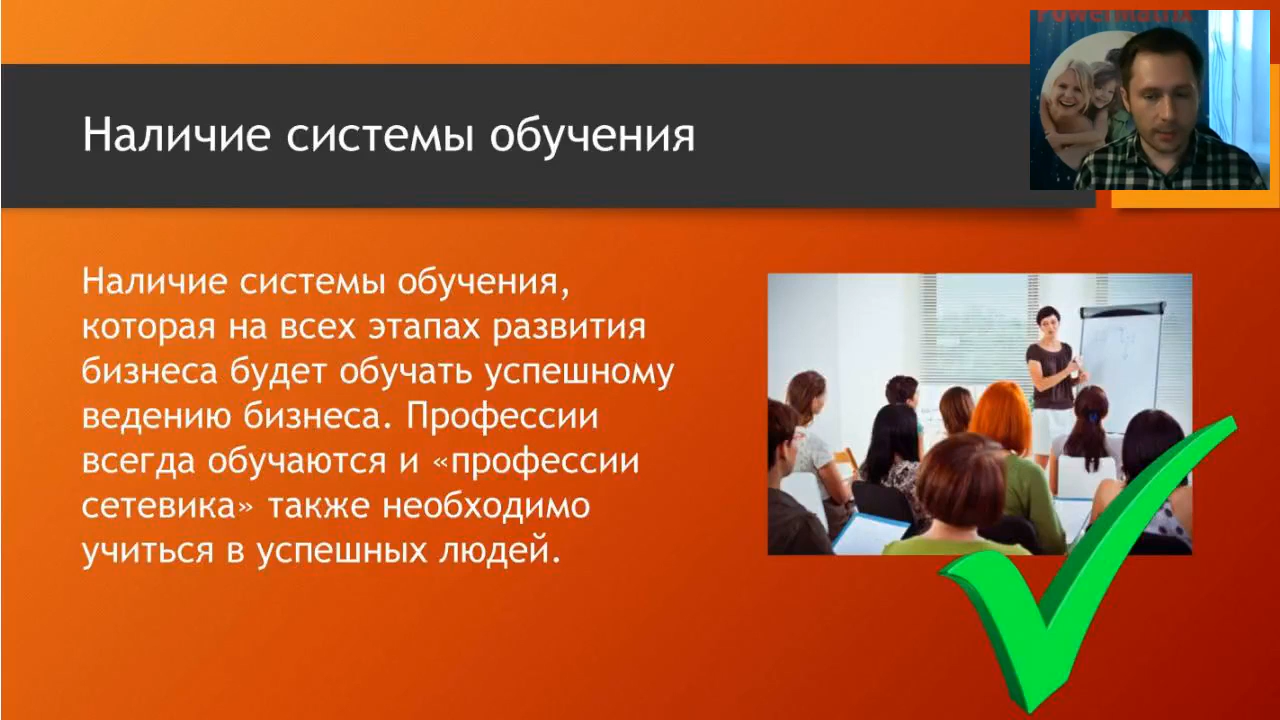 PowerMatrix
Наличие системы обучения
Наличие системы обучения,
которая на всех этапах развития
бизнеса будет обучать успешному
ведению бизнеса. Профессии
всегда обучаются и «профессии
сетевика» также необходимо
учиться в успешных людей.